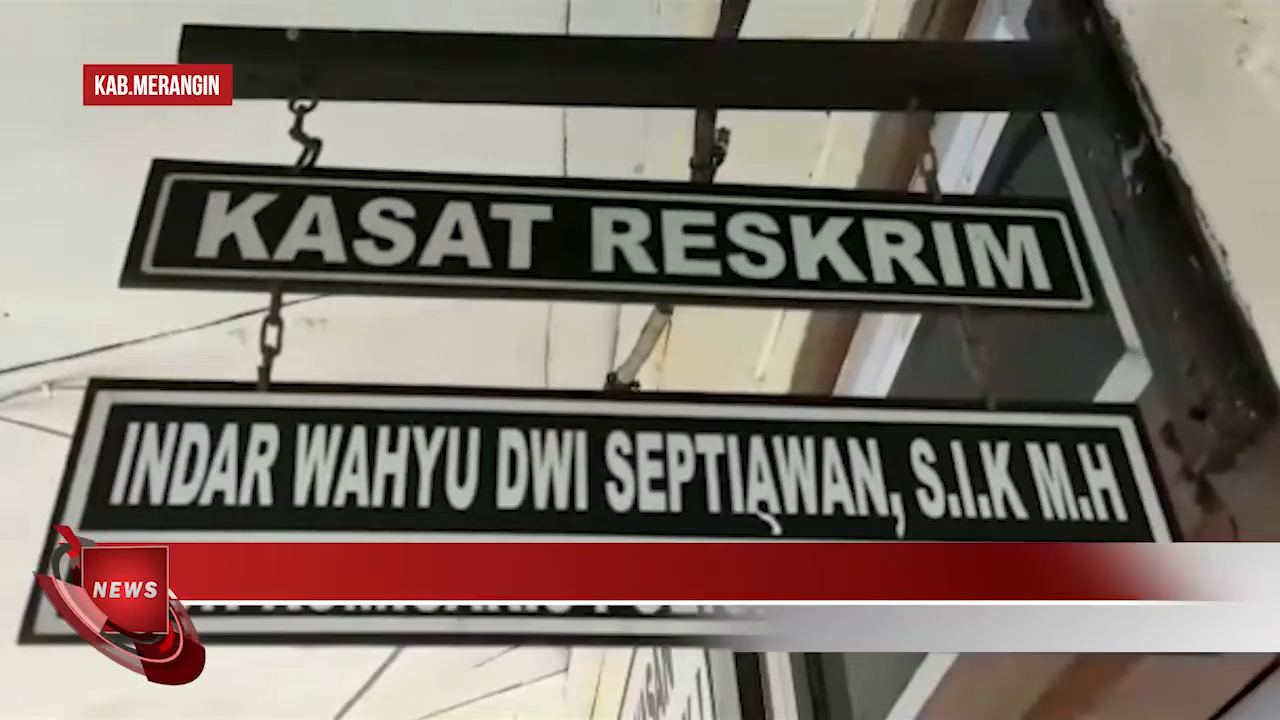 KAB.MERANGIN
KASAT RESKRIM
INDAR WAHYU DWI SEPTIAWAN, S.I.K M.H
NEWS